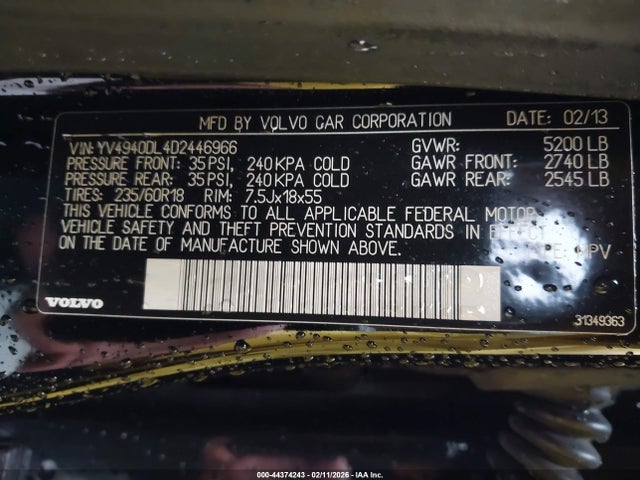 MFD BY VOLVO CAR CORPORATION DATE: 02/13
VIN: YV4940DL4D2446966 GVWR: 5200 LB
PRESSURE FRONT: 35 PSI, 240 KPA COLD GAWR FRONT: 2740 LB
PRESSURE REAR: 35 PSI, 240 KPA COLD GAWR REAR: 2545 LB
TIRES: 235/60R18 RIM: 7.5Jx18x55
THIS VEHICLE CONFORMS TO ALL APPLICABLE FEDERAL MOTOR
VEHICLE SAFETY AND THEFT PREVENTION STANDARDS IN EFFECT
ON THE DATE OF MANUFACTURE SHOWN ABOVE. MPV
VOLVO 31349363
000-44374243 - 02/11/2026 - IAA Inc.